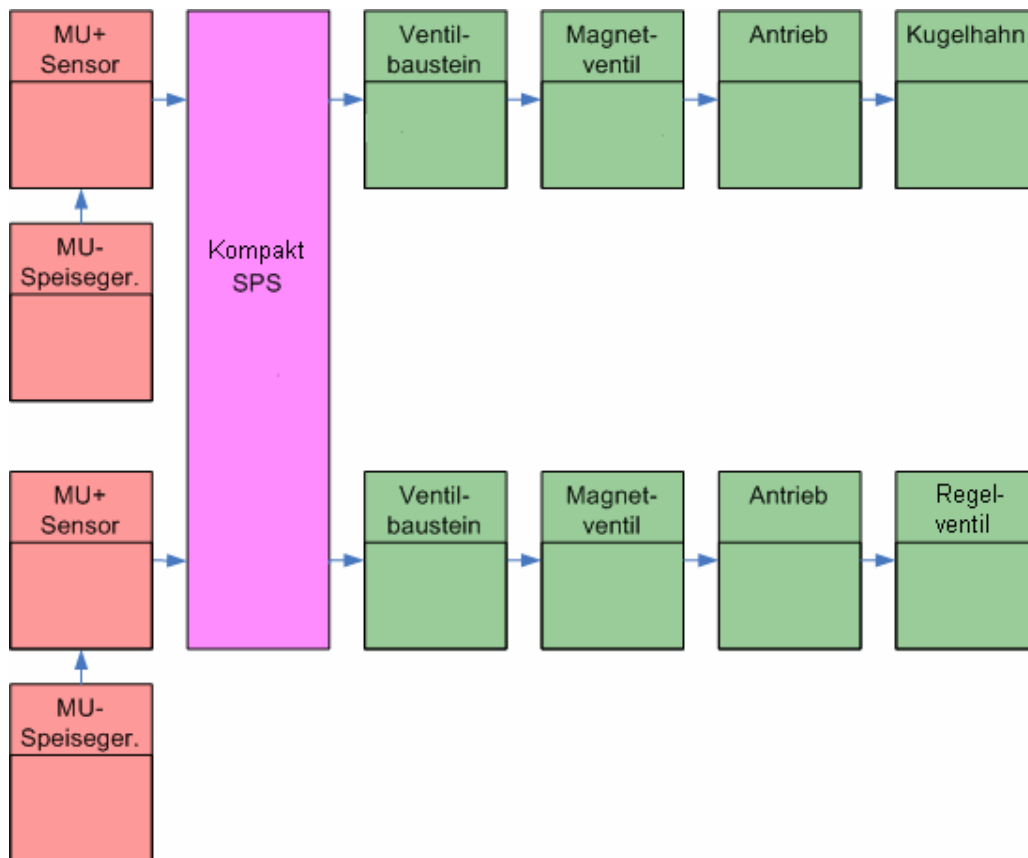 MU+
Sensor
Ventil-
baustein
Magnet-
ventil
Antrieb
Kugelhahn
MU-
Speiseger.
Kompakt
SPS
MU+
Sensor
Ventil-
baustein
Magnet-
ventil
Antrieb
Regel-
ventil
MU-
Speiseger.